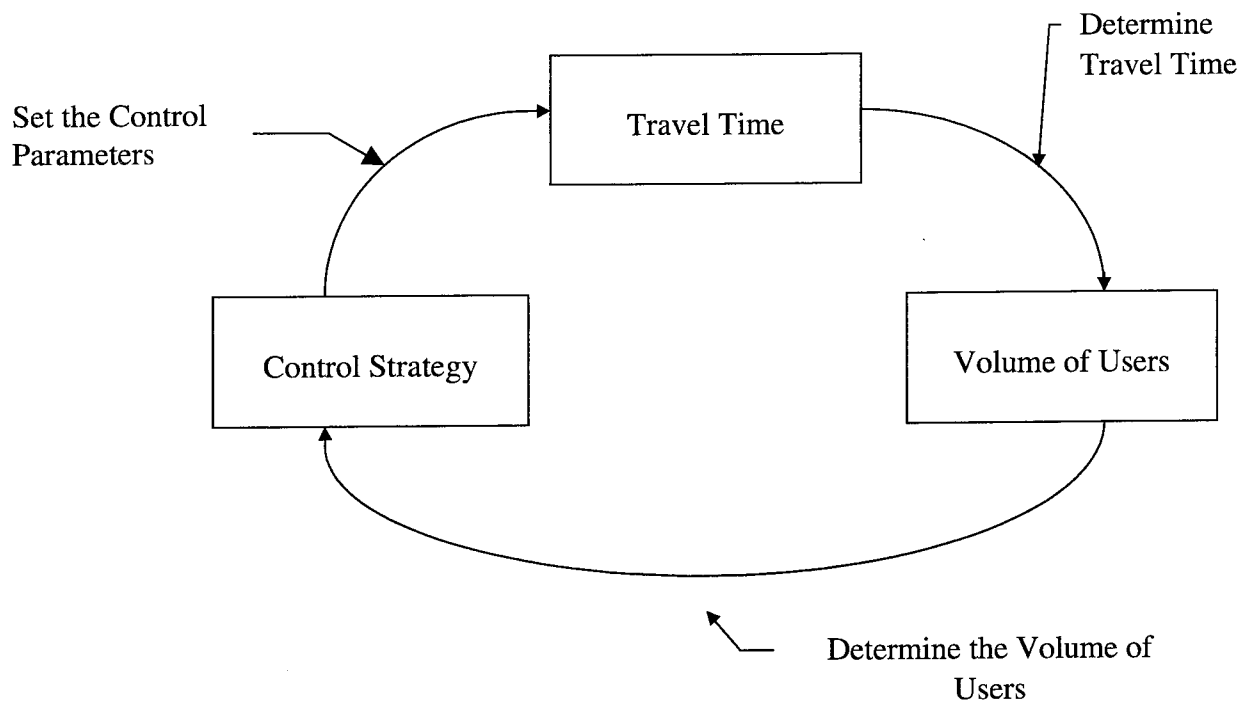 Determine
Travel Time
Set the Control
Parameters
Travel Time
Control Strategy
Volume of Users
Determine the Volume of
Users